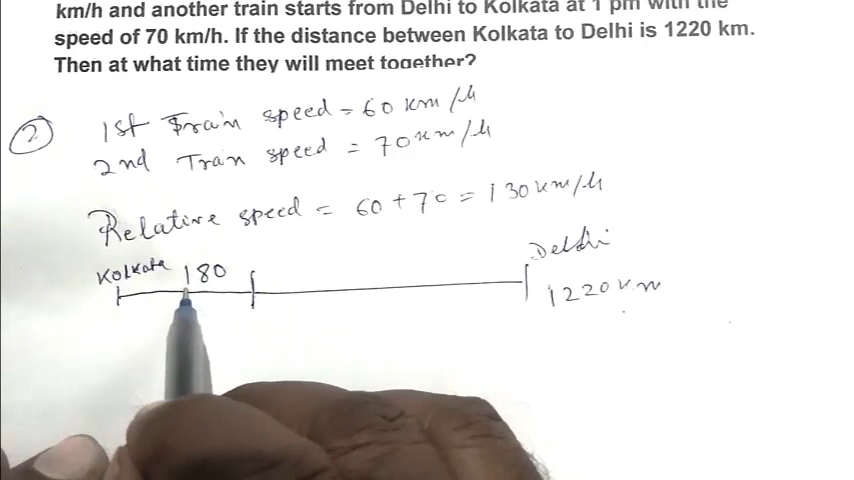 km/h and another train starts from Delhi to Kolkata at 1 pm with the
speed of 70 km/h. If the distance between Kolkata to Delhi is 1220 km.
Then at what time they will meet together?
2 1st Train speed = 60 km/h
2nd Tran speed = 70 km/h
Relative speed = 60 + 70 = 130 km/h
Kolkata 180 Delhi
1220 km